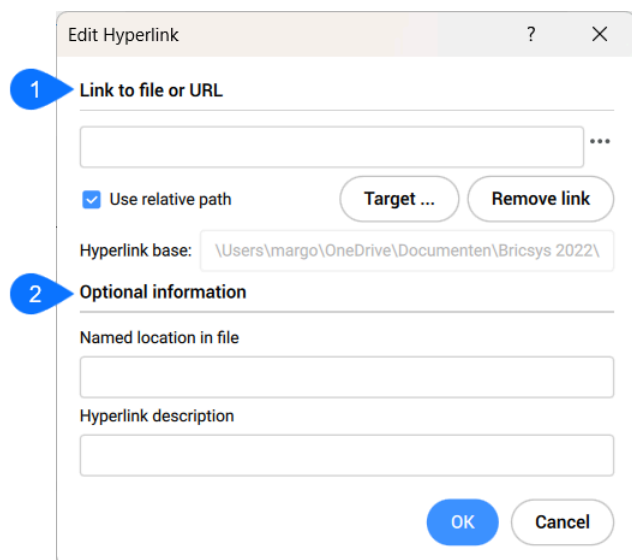 Edit Hyperlink ?
1 Link to file or URL
...
Use relative path Target ... Remove link
Hyperlink base: \Users\margo\OneDrive\Documenten\Bricsys 2022\
2 Optional information
Named location in file
Hyperlink description
OK Cancel